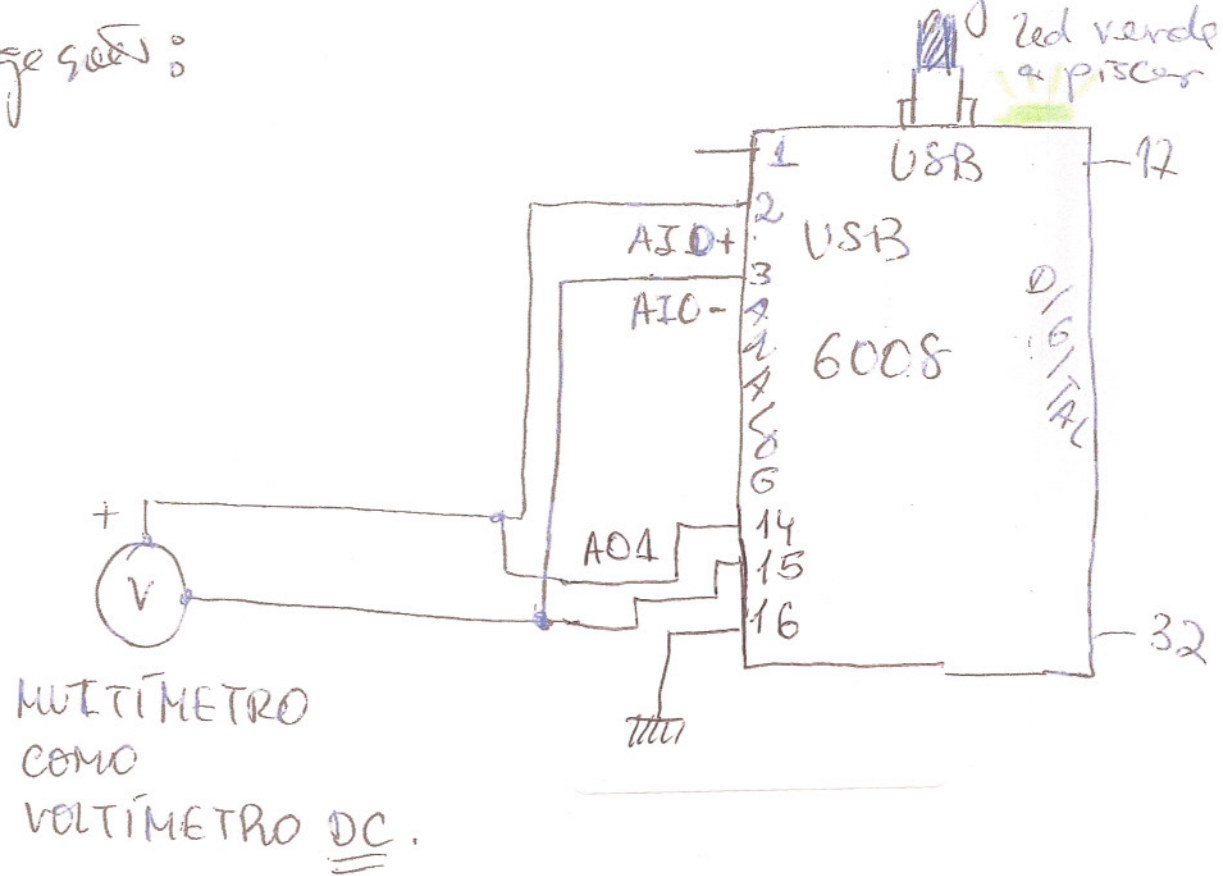 led verde
a piscar
1
USB
17
2
AI0+
USB
3
AI0-
DIGITAL
6008
+
14
AO1
15
V
16
32
MULTÍMETRO
COMO
VOLTÍMETRO DC.